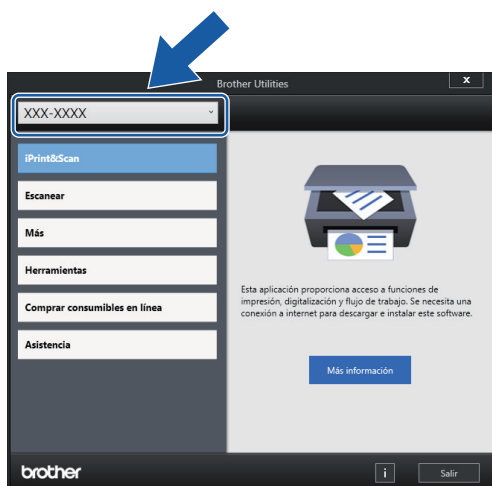 Brother Utilities
x
XXX-XXXX
iPrint&Scan
Escanear
Más
Herramientas
Comprar consumibles en línea
Asistencia
Esta aplicación proporciona acceso a funciones de
impresión, digitalización y flujo de trabajo. Se necesita una
conexión a internet para descargar e instalar este software.
Más información
brother
i
Salir